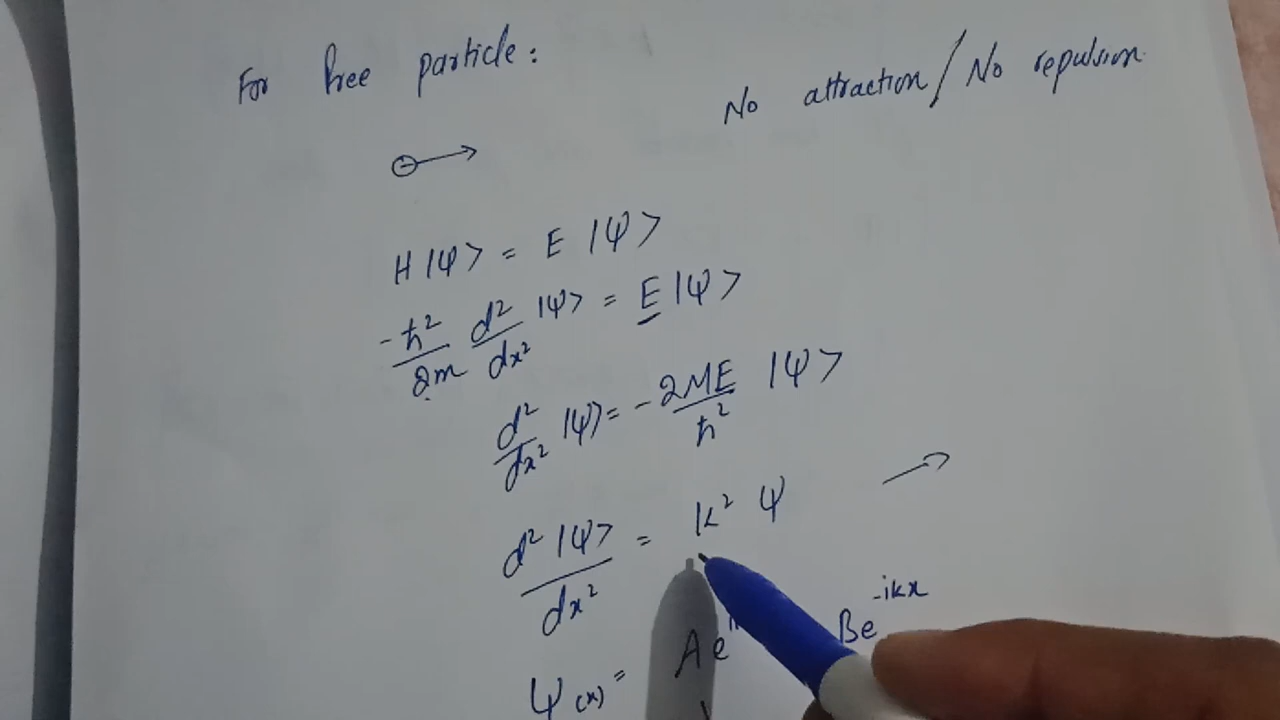 For free particle:
No attraction/No repulsion.
H|ψ> = E |ψ>
-ħ²/2m d²/dx² |ψ> = E|ψ>
d²/dx² |ψ> = -2ME/ħ² |ψ>
d²|ψ>/dx² = k² ψ
ψ(x) = Ae Be^-ikx